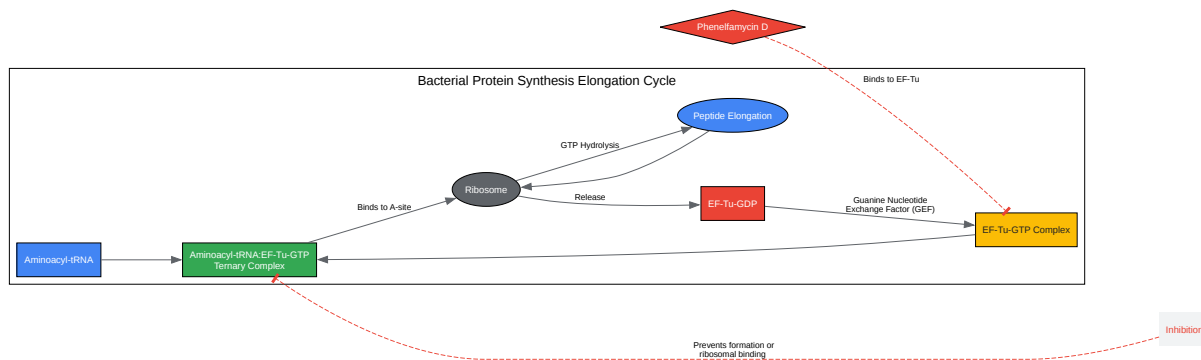 Phenelfamycin D
Bacterial Protein Synthesis Elongation Cycle
Binds to EF-Tu
Peptide Elongation
GTP Hydrolysis
Ribosome
Release
Binds to A-site
EF-Tu-GDP
Guanine Nucleotide
Exchange Factor (GEF)
EF-Tu-GTP Complex
Aminoacyl-tRNA
Aminoacyl-tRNA:EF-Tu-GTP
Ternary Complex
Inhibition
Prevents formation or
ribosomal binding